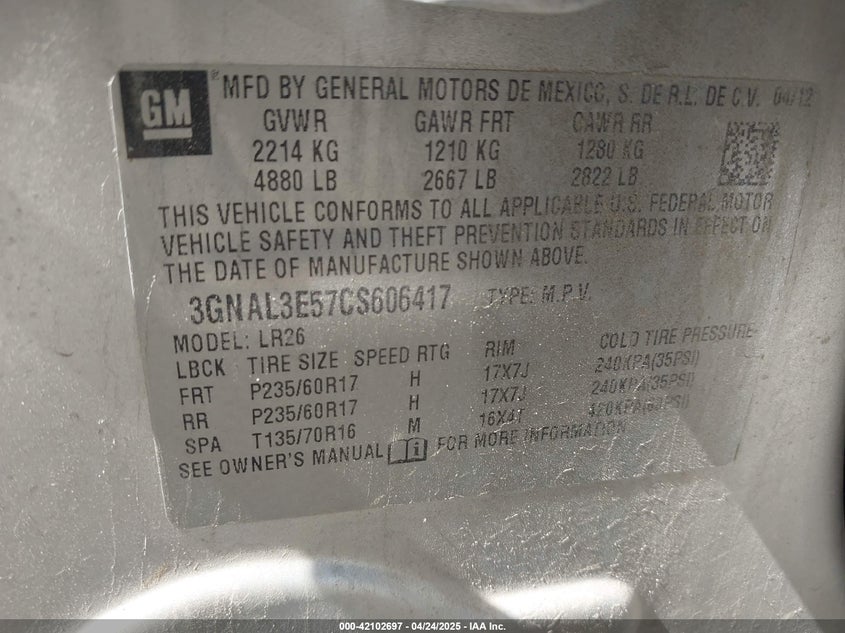 GM
® MFD BY GENERAL MOTORS DE MEXICO, S. DE R.L. DE C.V. 04/12
GVWR GAWR FRT GAWR RR
2214 KG 1210 KG 1280 KG
4880 LB 2667 LB 2822 LB
THIS VEHICLE CONFORMS TO ALL APPLICABLE U.S. FEDERAL MOTOR
VEHICLE SAFETY AND THEFT PREVENTION STANDARDS IN EFFECT ON
THE DATE OF MANUFACTURE SHOWN ABOVE.
3GNAL3E57CS606417 TYPE: M.P.V.
MODEL: LR26
LBCK TIRE SIZE SPEED RTG RIM COLD TIRE PRESSURE
FRT P235/60R17 H 17X7J 240KPA(35PSI)
RR P235/60R17 H 17X7J 240KPA(35PSI)
SPA T135/70R16 M 16X4T 420KPA(60PSI)
SEE OWNER'S MANUAL i FOR MORE INFORMATION
000-42102697 - 04/24/2025 - IAA Inc.